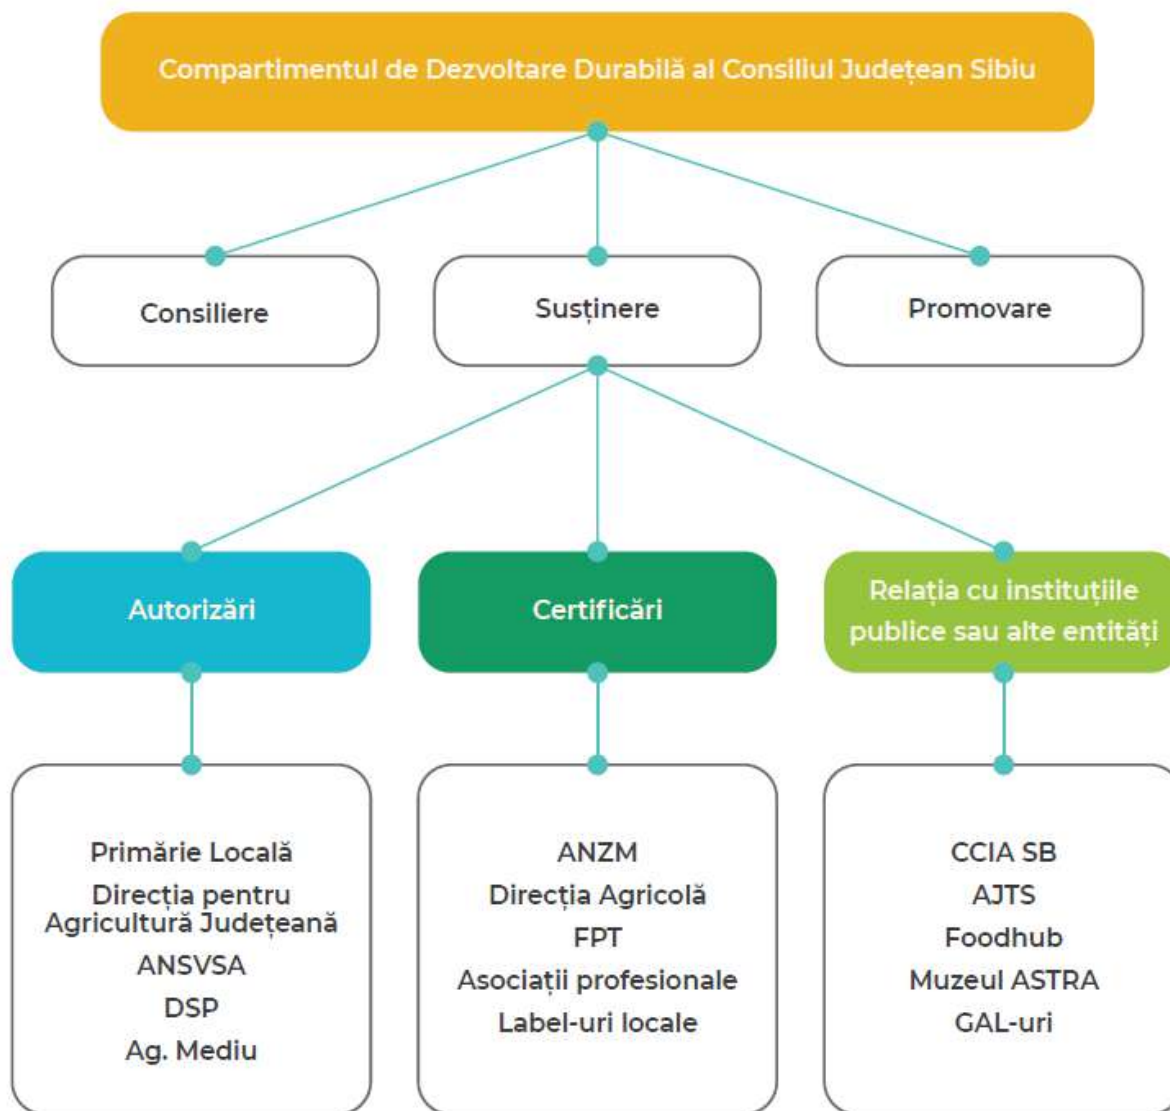 Compartimentul de Dezvoltare Durabilă al Consiliul Județean Sibiu
Consiliere
Susținere
Promovare
Autorizări
Certificări
Relația cu instituțiile
publice sau alte entități
Primărie Locală
Direcția pentru
Agricultură Județeană
ANSVSA
DSP
Ag. Mediu
ANZM
Direcția Agricolă
FPT
Asociații profesionale
Label-uri locale
CCIA SB
AJTS
Foodhub
Muzeul ASTRA
GAL-uri